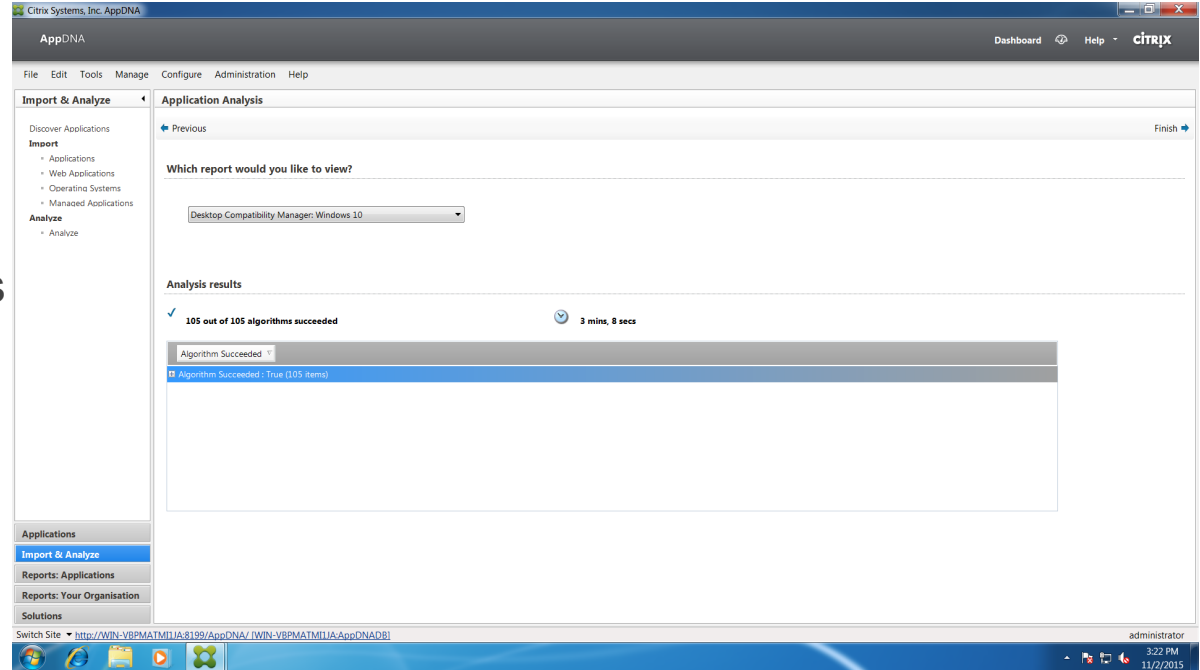 Citrix Systems, Inc. AppDNA
AppDNA
Dashboard Help CITRIX
File Edit Tools Manage Configure Administration Help
Import & Analyze
Application Analysis
Discover Applications
Import
Applications
Web Applications
Operating Systems
Managed Applications
Analyze
Analyze
Previous
Finish
Which report would you like to view?
Desktop Compatibility Manager: Windows 10
Analysis results
105 out of 105 algorithms succeeded
3 mins, 8 secs
Algorithm Succeeded
Algorithm Succeeded : True (105 items)
s
Applications
Import & Analyze
Reports: Applications
Reports: Your Organisation
Solutions
Switch Site http://WIN-VBPMATMI1JA:8199/AppDNA/ [WIN-VBPMATMI1JA:AppDNADB]
administrator
3:22 PM
11/2/2015